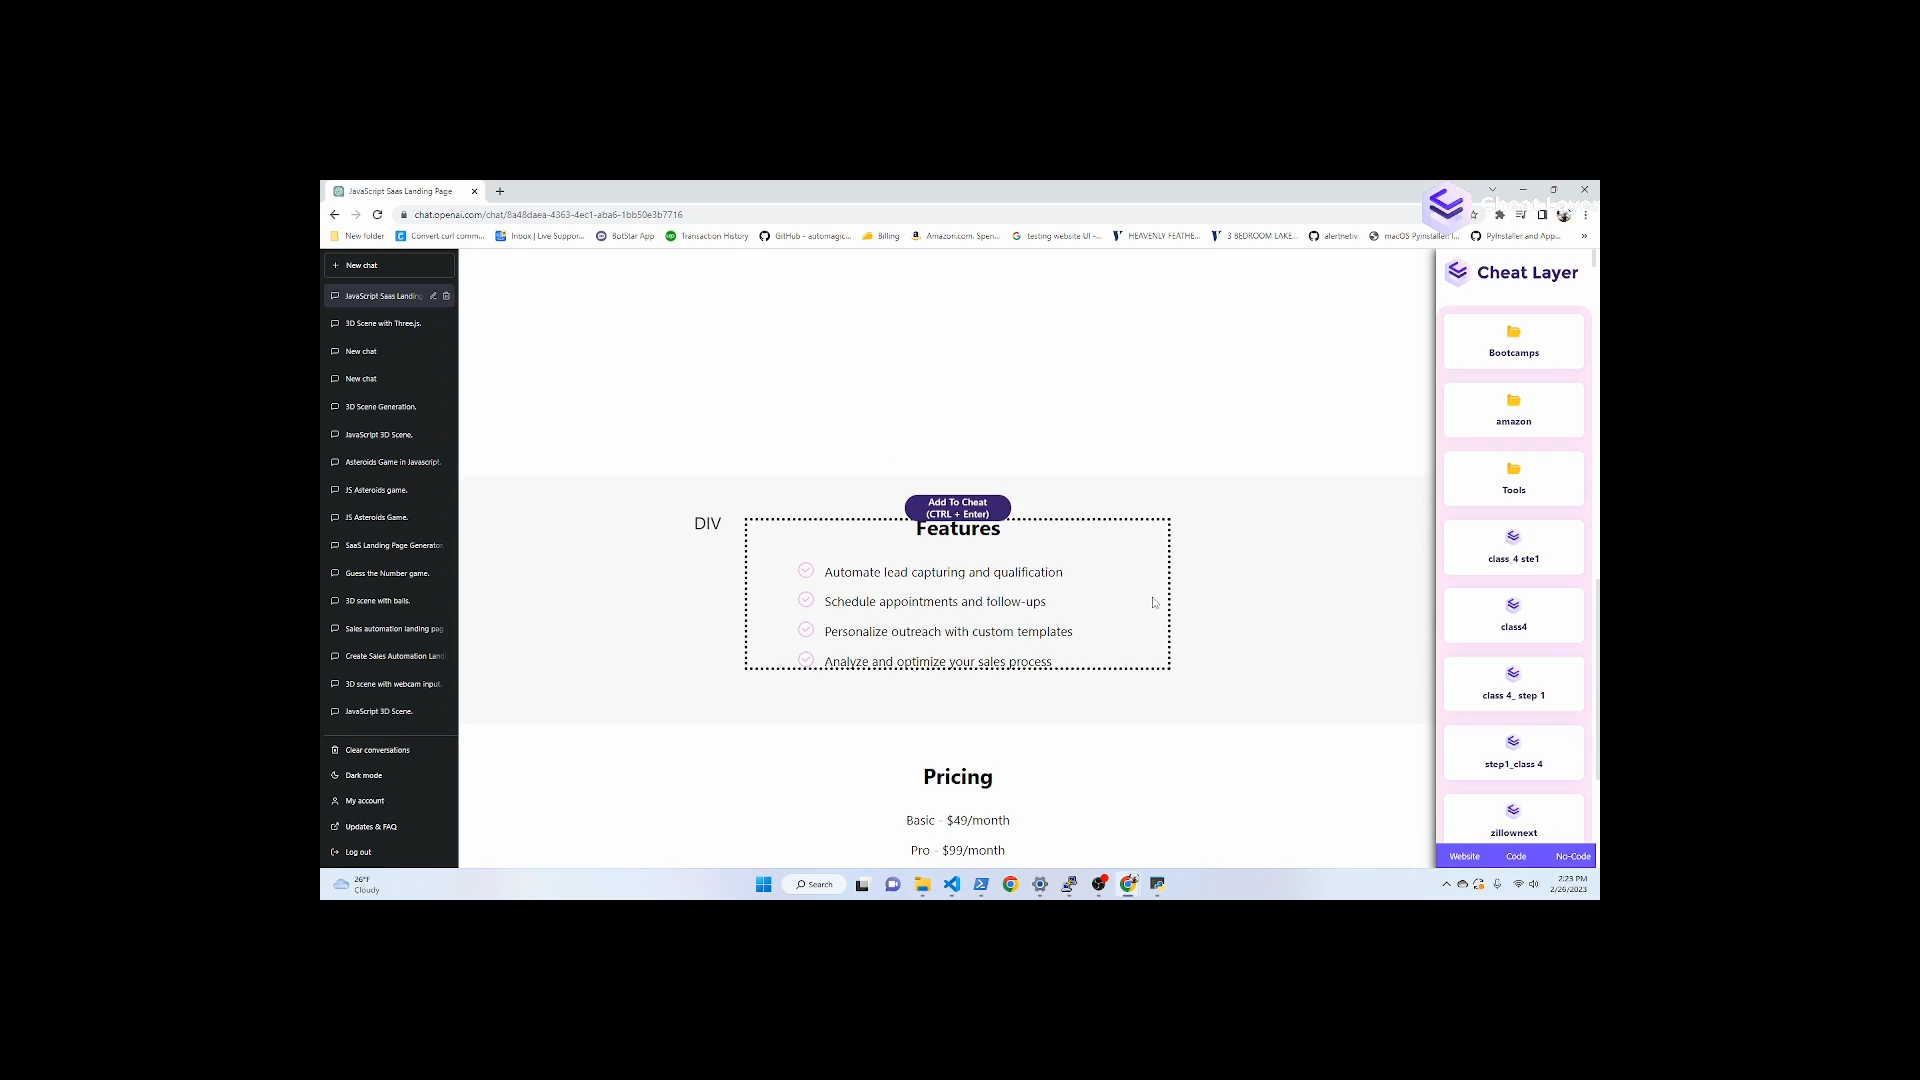 JavaScript Saas Landing Page
Cheat Layer
chat.openai.com/chat/8a48daea-4363-4ec1-aba6-1bb50e3b7716
New folder
Convert curl comm...
Inbox | Live Suppor...
BotStar App
Transaction History
GitHub - automagic...
Billing
Amazon.com. Spen...
testing website UI -...
HEAVENLY FEATHE...
3 BEDROOM LAKE...
alertnetiv
macOS Pyinstaller, l...
PyInstaller and App...
»
+ New chat
JavaScript Saas Landing
3D Scene with Three.js.
New chat
New chat
3D Scene Generation.
JavaScript 3D Scene.
Asteroids Game in Javascript.
JS Asteroids game.
JS Asteroids Game.
SaaS Landing Page Generator.
Guess the Number game.
3D scene with balls.
Sales automation landing pag
Create Sales Automation Land
3D scene with webcam input.
JavaScript 3D Scene.
Clear conversations
Dark mode
My account
Updates & FAQ
Log out
DIV
Add To Cheat
(CTRL + Enter)
Features
Automate lead capturing and qualification
Schedule appointments and follow-ups
Personalize outreach with custom templates
Analyze and optimize your sales process
Pricing
Basic - $49/month
Pro - $99/month
Cheat Layer
Bootcamps
amazon
Tools
class_4 ste1
class4
class 4_ step 1
step1_class 4
zillownext
Website
Code
No-Code
26°F
Cloudy
Search
2:23 PM
2/26/2023